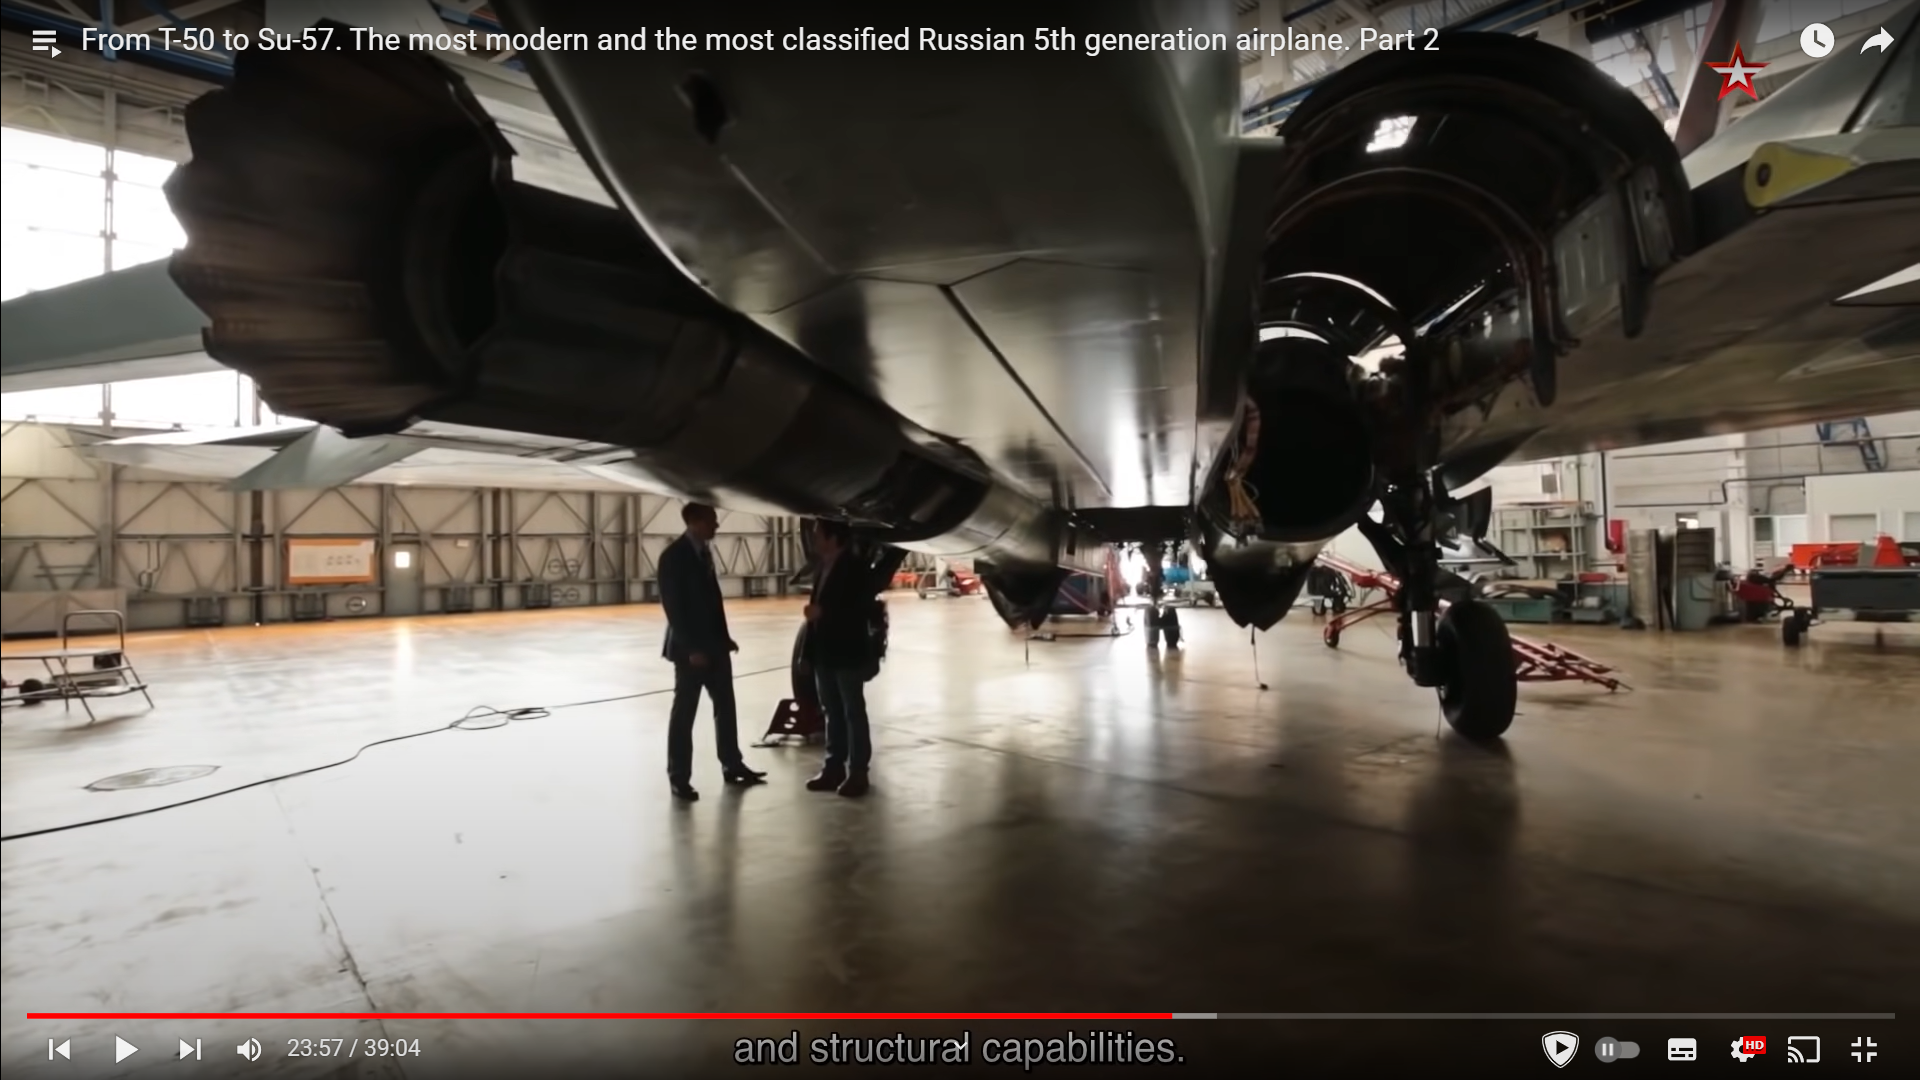 From T-50 to Su-57. The most modern and the most classified Russian 5th generation airplane. Part 2
and structural capabilities.
23:57 / 39:04
HD